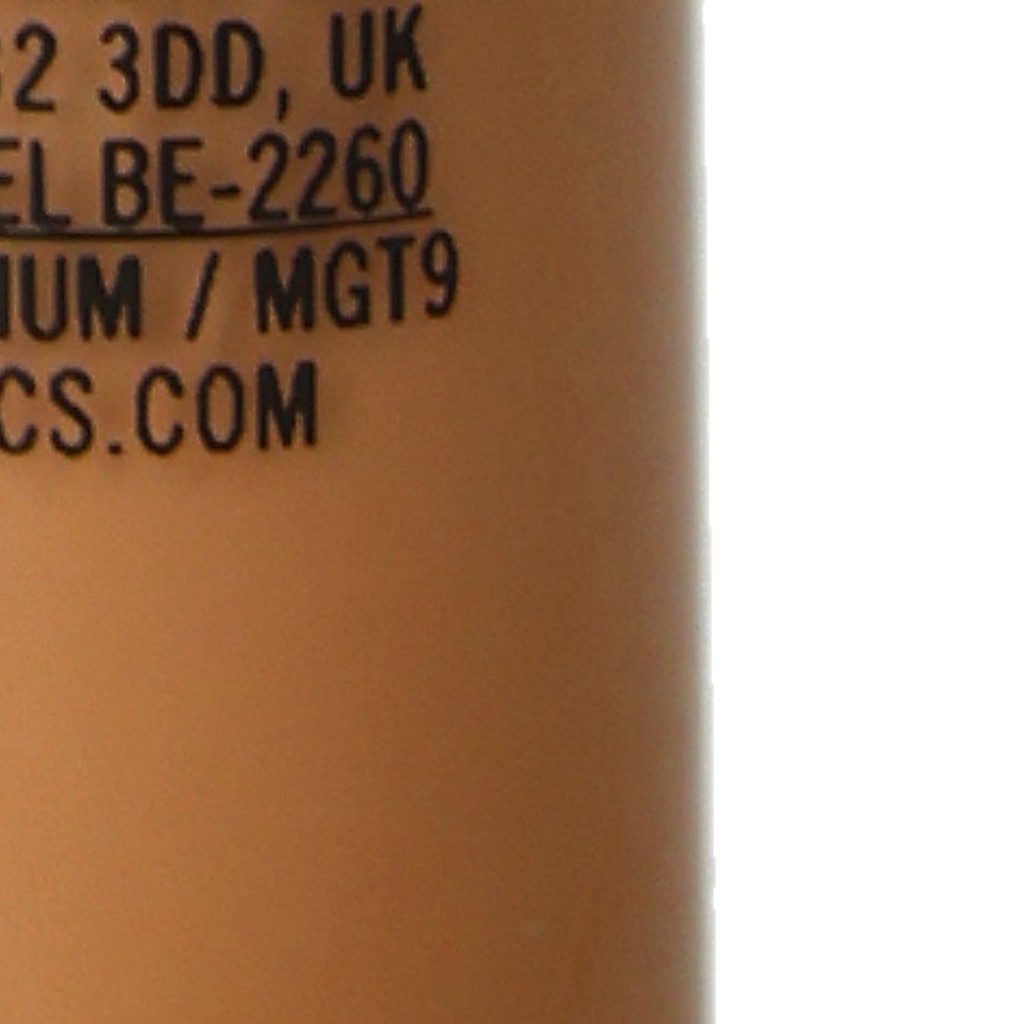 32 3DD, UK
EL BE-2260
IUM / MGT9
CS.COM